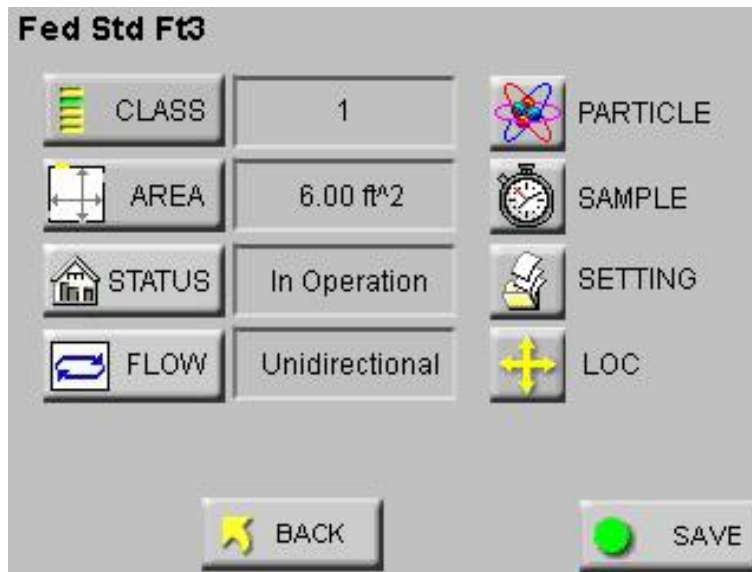 Fed Std Ft3
CLASS 1 PARTICLE
AREA 6.00 ft^2 SAMPLE
STATUS In Operation SETTING
FLOW Unidirectional LOC
BACK SAVE